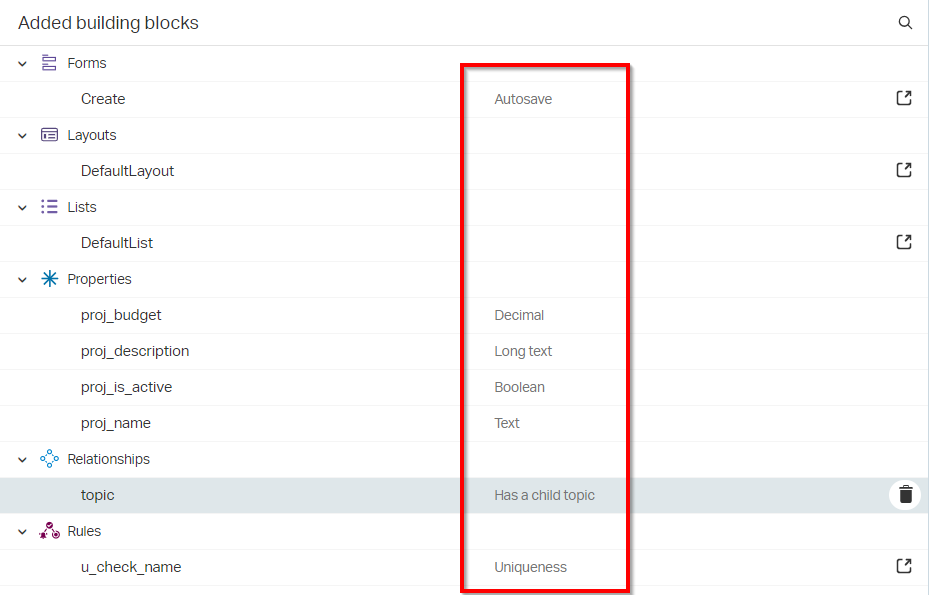 Added building blocks
Forms
Create Autosave
Layouts
DefaultLayout
Lists
DefaultList
Properties
proj_budget Decimal
proj_description Long text
proj_is_active Boolean
proj_name Text
Relationships
topic Has a child topic
Rules
u_check_name Uniqueness